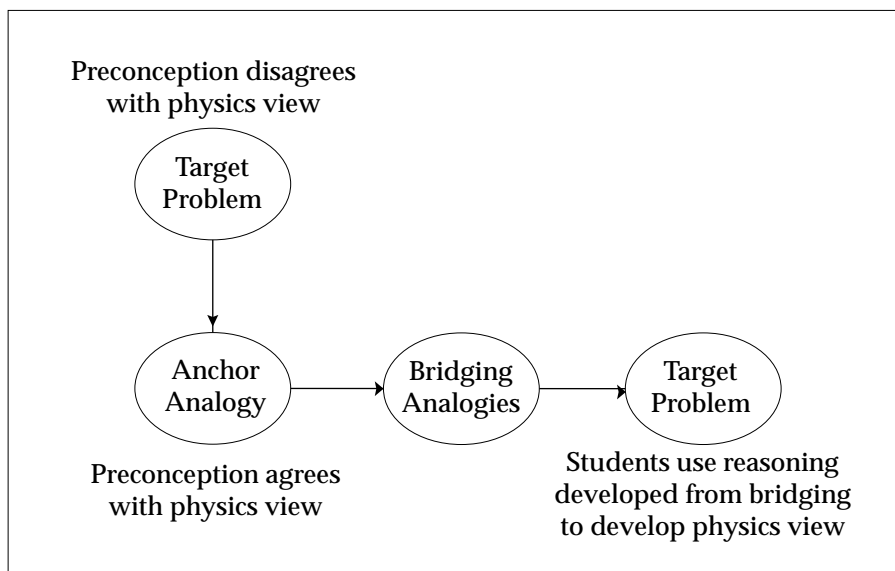 Preconception disagrees
with physics view
Target
Problem
Anchor
Analogy
Bridging
Analogies
Target
Problem
Preconception agrees
with physics view
Students use reasoning
developed from bridging
to develop physics view